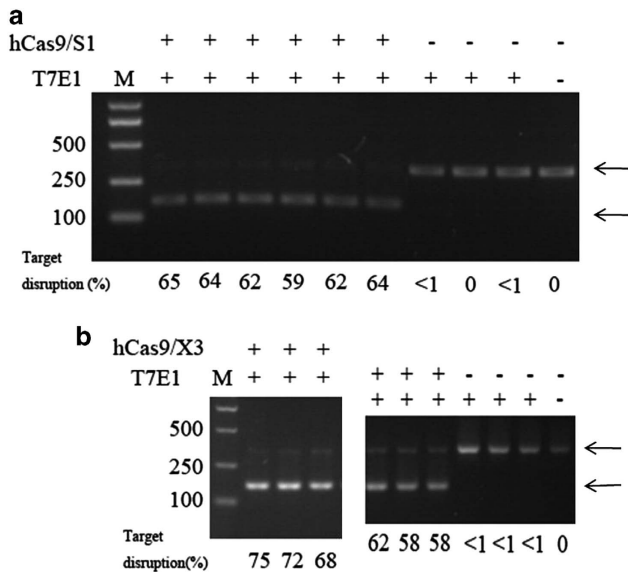 a
hCas9/S1 + + + + + + - - - -
T7E1 M + + + + + + + + + -
500
250
100
Target
disruption (%) 65 64 62 59 62 64 <1 0 <1 0
b
hCas9/X3 + + + + + + - - - -
T7E1 M + + + + + + + + + -
500
250
100
Target
disruption(%) 75 72 68 62 58 58 <1 <1 <1 0